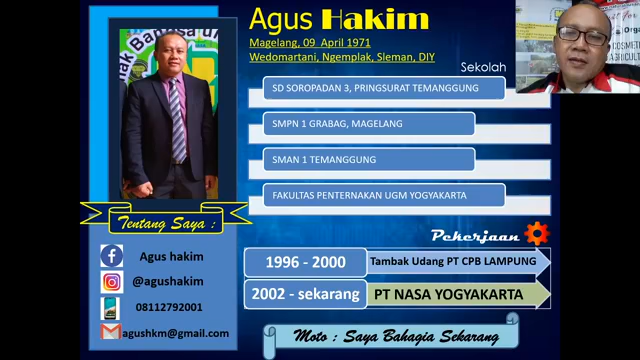 Agus Hakim
Magelang, 09 April 1971
Wedomartani, Ngemplak, Sleman, DIY
Sekolah
SD SOROPADAN 3, PRINGSURAT TEMANGGUNG
SMPN 1 GRABAG, MAGELANG
SMAN 1 TEMANGGUNG
FAKULTAS PENTERNAKAN UGM YOGYAKARTA
Tentang Saya :
Agus hakim
@agushakim
08112792001
agushkm@gmail.com
Pekerjaan
1996 - 2000
Tambak Udang PT CPB LAMPUNG
2002 - sekarang
PT NASA YOGYAKARTA
Moto : Saya Bahagia Sekarang